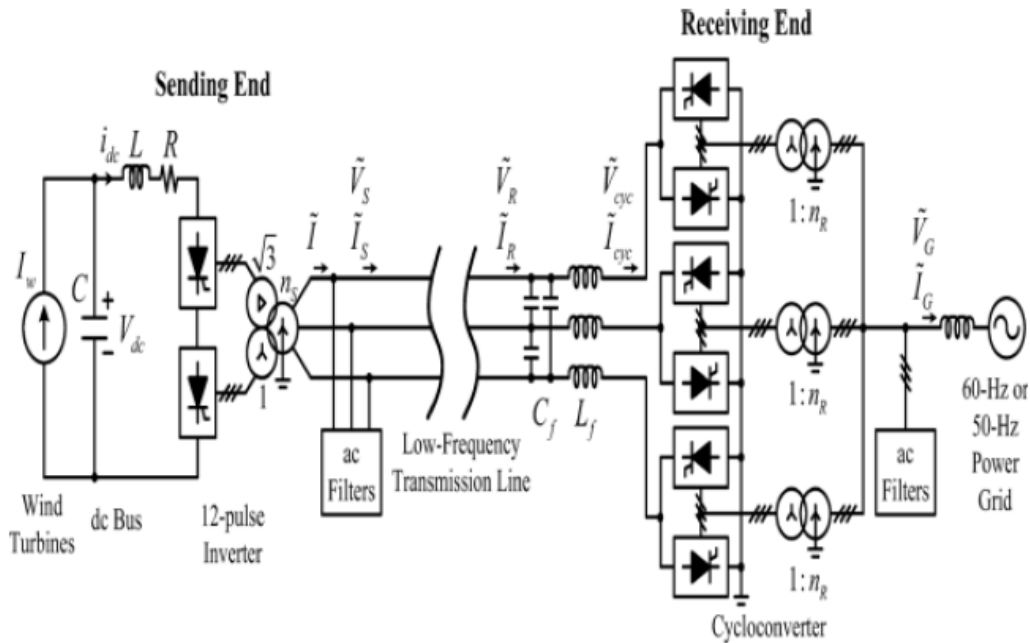 Receiving End
Sending End
i_dc L R
Ṽ_S
Ĩ Ĩ_S
Ṽ_R
Ĩ_R
Ṽ_cyc
Ĩ_cyc
1:n_R
I_w
C
+
V_dc
-
√3
n_S
1
Ṽ_G
Ĩ_G
1:n_R
C_f L_f
ac
Filters
Low-Frequency
Transmission Line
ac
Filters
60-Hz or
50-Hz
Power
Grid
Wind
Turbines
dc Bus
12-pulse
Inverter
1:n_R
Cycloconverter